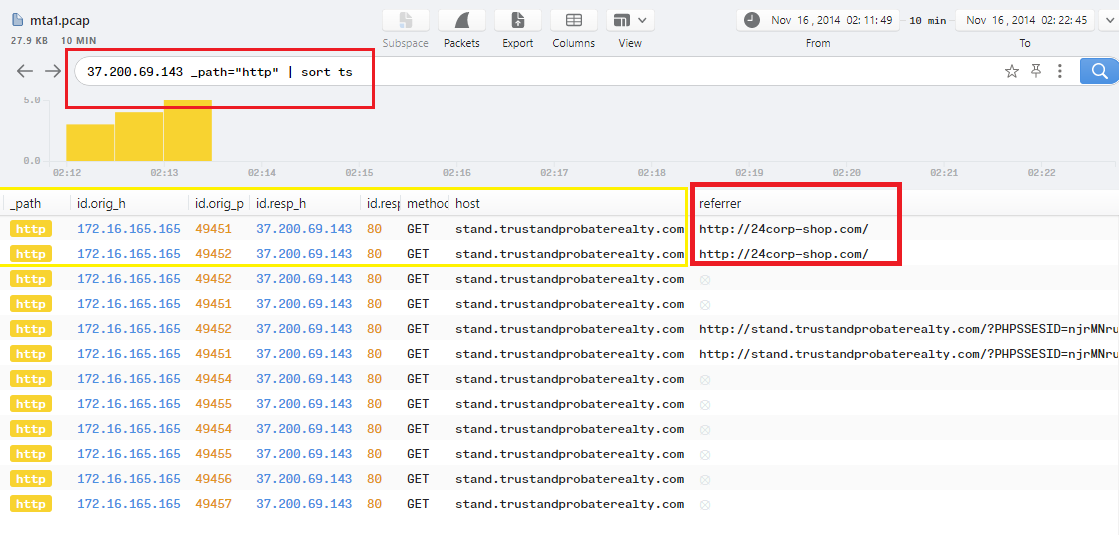 mta1.pcap
27.9 KB 10 MIN
Subspace Packets Export Columns View
Nov 16, 2014 02:11:49 10 min Nov 16, 2014 02:22:45
From To
37.200.69.143 _path="http" | sort ts
5.0
0.0
02:12 02:13 02:14 02:15 02:16 02:17 02:18 02:19 02:20 02:21 02:22
_path id.orig_h id.orig_p id.resp_h id.resp method host referrer
http 172.16.165.165 49451 37.200.69.143 80 GET stand.trustandprobaterealty.com http://24corp-shop.com/
http 172.16.165.165 49452 37.200.69.143 80 GET stand.trustandprobaterealty.com http://24corp-shop.com/
http 172.16.165.165 49452 37.200.69.143 80 GET stand.trustandprobaterealty.com
http 172.16.165.165 49451 37.200.69.143 80 GET stand.trustandprobaterealty.com
http 172.16.165.165 49452 37.200.69.143 80 GET stand.trustandprobaterealty.com http://stand.trustandprobaterealty.com/?PHPSSESID=njrMNru
http 172.16.165.165 49451 37.200.69.143 80 GET stand.trustandprobaterealty.com http://stand.trustandprobaterealty.com/?PHPSSESID=njrMNru
http 172.16.165.165 49454 37.200.69.143 80 GET stand.trustandprobaterealty.com
http 172.16.165.165 49455 37.200.69.143 80 GET stand.trustandprobaterealty.com
http 172.16.165.165 49454 37.200.69.143 80 GET stand.trustandprobaterealty.com
http 172.16.165.165 49455 37.200.69.143 80 GET stand.trustandprobaterealty.com
http 172.16.165.165 49456 37.200.69.143 80 GET stand.trustandprobaterealty.com
http 172.16.165.165 49457 37.200.69.143 80 GET stand.trustandprobaterealty.com